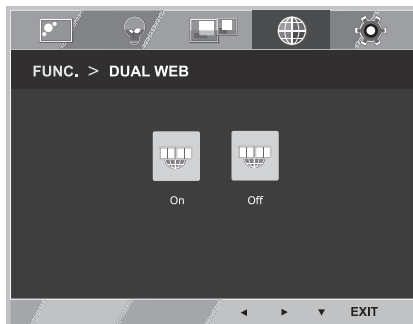 FUNC. > DUAL WEB
On Off
◄ ► ▼ EXIT